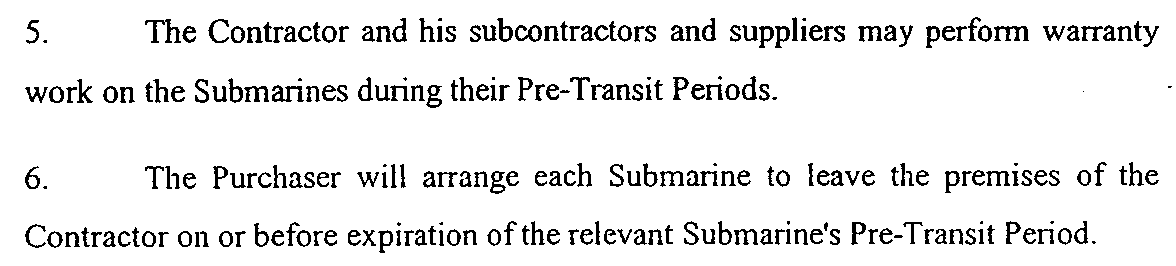 5. The Contractor and his subcontractors and suppliers may perform warranty
work on the Submarines during their Pre-Transit Periods.
6. The Purchaser will arrange each Submarine to leave the premises of the
Contractor on or before expiration of the relevant Submarine's Pre-Transit Period.